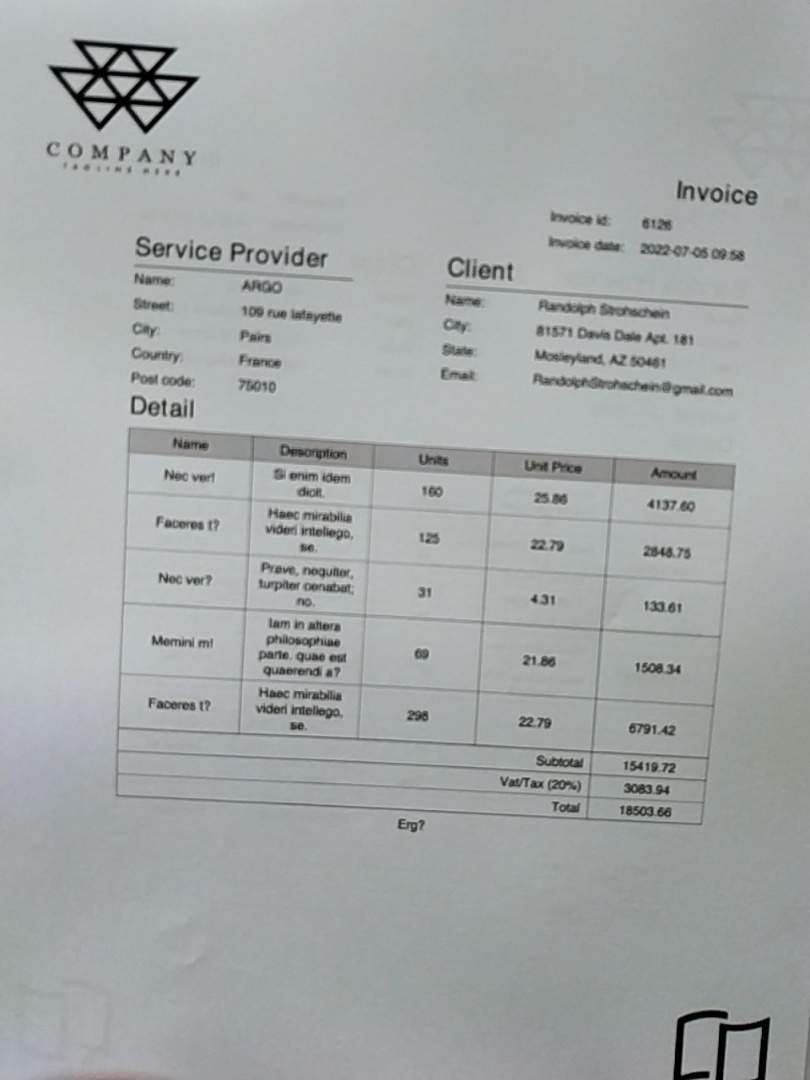 COMPANY
TAGLINE HERE
Invoice
Invoice id: 6126
Invoice date: 2022-07-05 09:58
Service Provider
Name: ARGO
Street: 109 rue lafayette
City: Pairs
Country: France
Post code: 75010
Client
Name: Randolph Strohschein
City: 81571 Davis Dale Apt. 181
State: Mosleyland, AZ 50461
Email: RandolphStrohschein@gmail.com
Detail
Name Description Units Unit Price Amount
Nec ver! Si enim idem dicit. 160 25.86 4137.60
Faceres t? Haec mirabilia videri intellego, se. 125 22.79 2848.75
Nec ver? Prave, nequiter, turpiter cenabat; no. 31 4.31 133.61
Memini m! Iam in altera philosophiae parte. quae est quaerendi a? 69 21.86 1508.34
Faceres t? Haec mirabilia videri intellego, se. 298 22.79 6791.42
Subtotal 15419.72
Vat/Tax (20%) 3083.94
Total 18503.66
Erg?